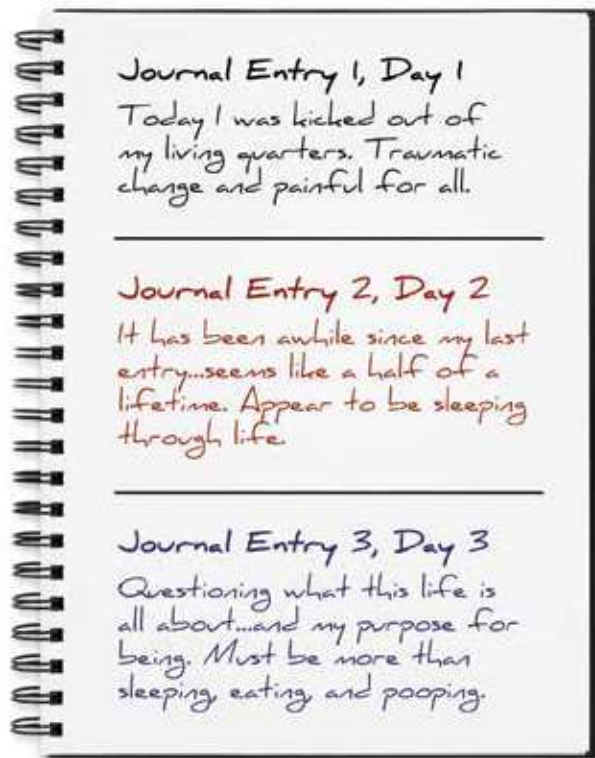 Journal Entry 1, Day 1
Today I was kicked out of
my living quarters. Traumatic
change and painful for all.
Journal Entry 2, Day 2
It has been awhile since my last
entry...seems like a half of a
lifetime. Appear to be sleeping
through life.
Journal Entry 3, Day 3
Questioning what this life is
all about...and my purpose for
being. Must be more than
sleeping, eating, and pooping.